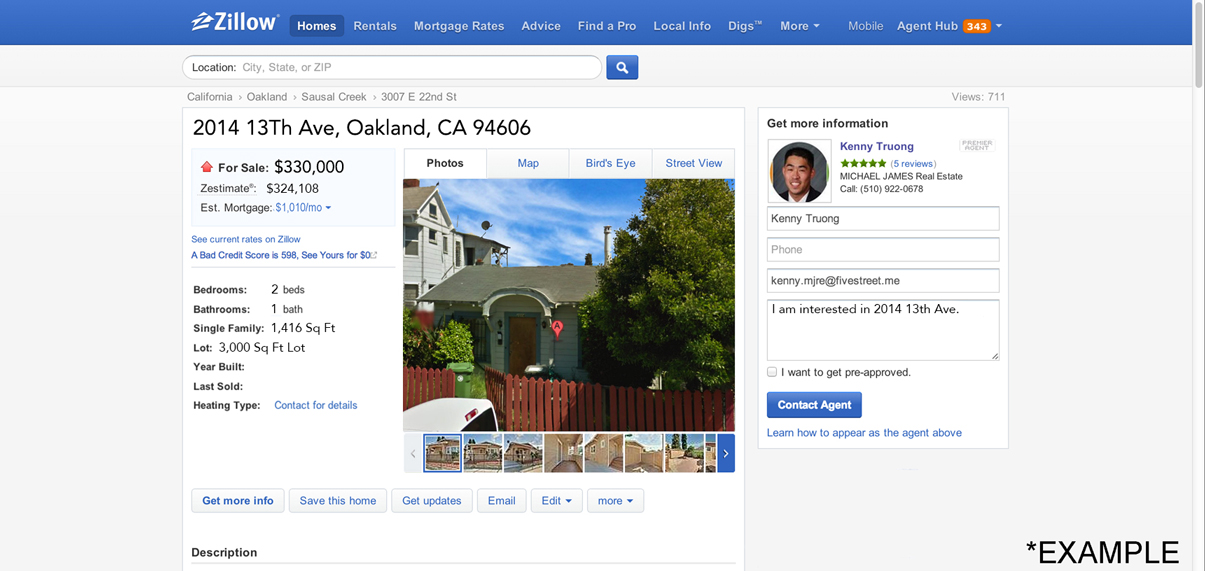 Zillow® Homes Rentals Mortgage Rates Advice Find a Pro Local Info Digs™ More Mobile Agent Hub 343
Location: City, State, or ZIP
California › Oakland › Sausal Creek › 3007 E 22nd St
Views: 711
2014 13Th Ave, Oakland, CA 94606
For Sale: $330,000
Zestimate®: $324,108
Est. Mortgage: $1,010/mo
See current rates on Zillow
A Bad Credit Score is 598, See Yours for $0
Bedrooms: 2 beds
Bathrooms: 1 bath
Single Family: 1,416 Sq Ft
Lot: 3,000 Sq Ft Lot
Year Built:
Last Sold:
Heating Type: Contact for details
Photos Map Bird's Eye Street View
A
Get more info Save this home Get updates Email Edit more
Description
Get more information
Kenny Truong
PREMIER
AGENT
(5 reviews)
MICHAEL JAMES Real Estate
Call: (510) 922-0678
Kenny Truong
Phone
kenny.mjre@fivestreet.me
I am interested in 2014 13th Ave.
I want to get pre-approved.
Contact Agent
Learn how to appear as the agent above
*EXAMPLE